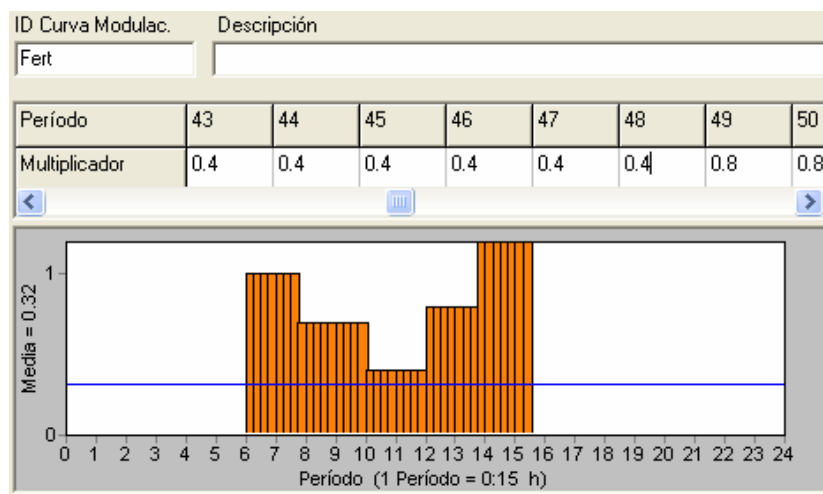 ID Curva Modulac. Descripción
Fert
Período 43 44 45 46 47 48 49 50
Multiplicador 0.4 0.4 0.4 0.4 0.4 0.4 0.8 0.8
1
Media = 0.32
0
0 1 2 3 4 5 6 7 8 9 10 11 12 13 14 15 16 17 18 19 20 21 22 23 24
Período (1 Período = 0:15 h)